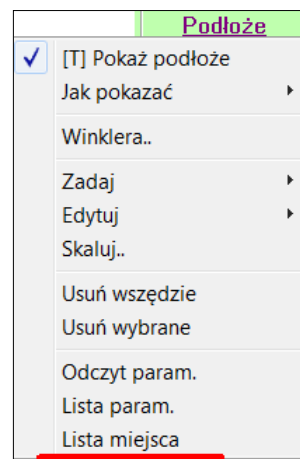 Podłoże
[T] Pokaż podłoże
Jak pokazać
Winklera..
Zadaj
Edytuj
Skaluj..
Usuń wszędzie
Usuń wybrane
Odczyt param.
Lista param.
Lista miejsca